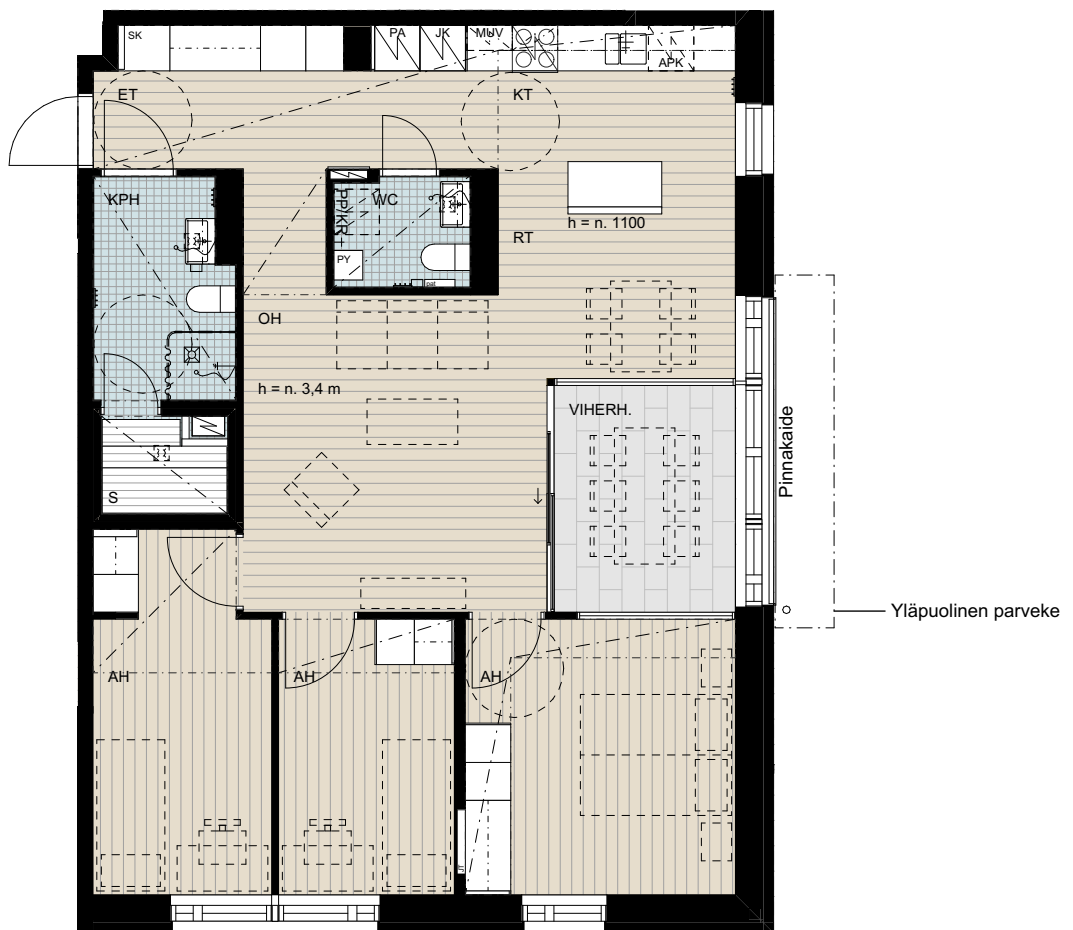 SK
PA
JK
MUV
APK
ET
KT
KPH
PP/KR
WC
PY
pat
h = n. 1100
RT
OH
h = n. 3,4 m
VIHERH.
Pinnakaide
S
Yläpuolinen parveke
AH
AH
AH